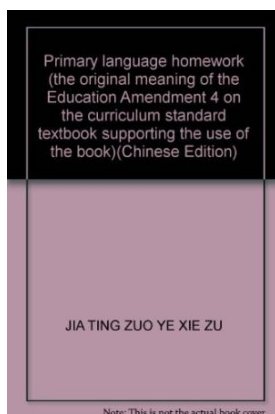 Primary language homework
(the original meaning of the
Education Amendment 4 on
the curriculum standard
textbook supporting the use of
the book)(Chinese Edition)
JIA TING ZUO YE XIE ZU
Note: This is not the actual book cover